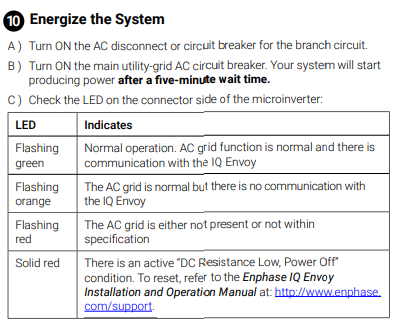 10 Energize the System
A ) Turn ON the AC disconnect or circuit breaker for the branch circuit.
B ) Turn ON the main utility-grid AC circuit breaker. Your system will start
producing power after a five-minute wait time.
C ) Check the LED on the connector side of the microinverter:
LED Indicates
Flashing green
Normal operation. AC grid function is normal and there is
communication with the IQ Envoy
Flashing orange
The AC grid is normal but there is no communication with
the IQ Envoy
Flashing red
The AC grid is either not present or not within
specification
Solid red
There is an active "DC Resistance Low, Power Off"
condition. To reset, refer to the Enphase IQ Envoy
Installation and Operation Manual at: http://www.enphase.
com/support.